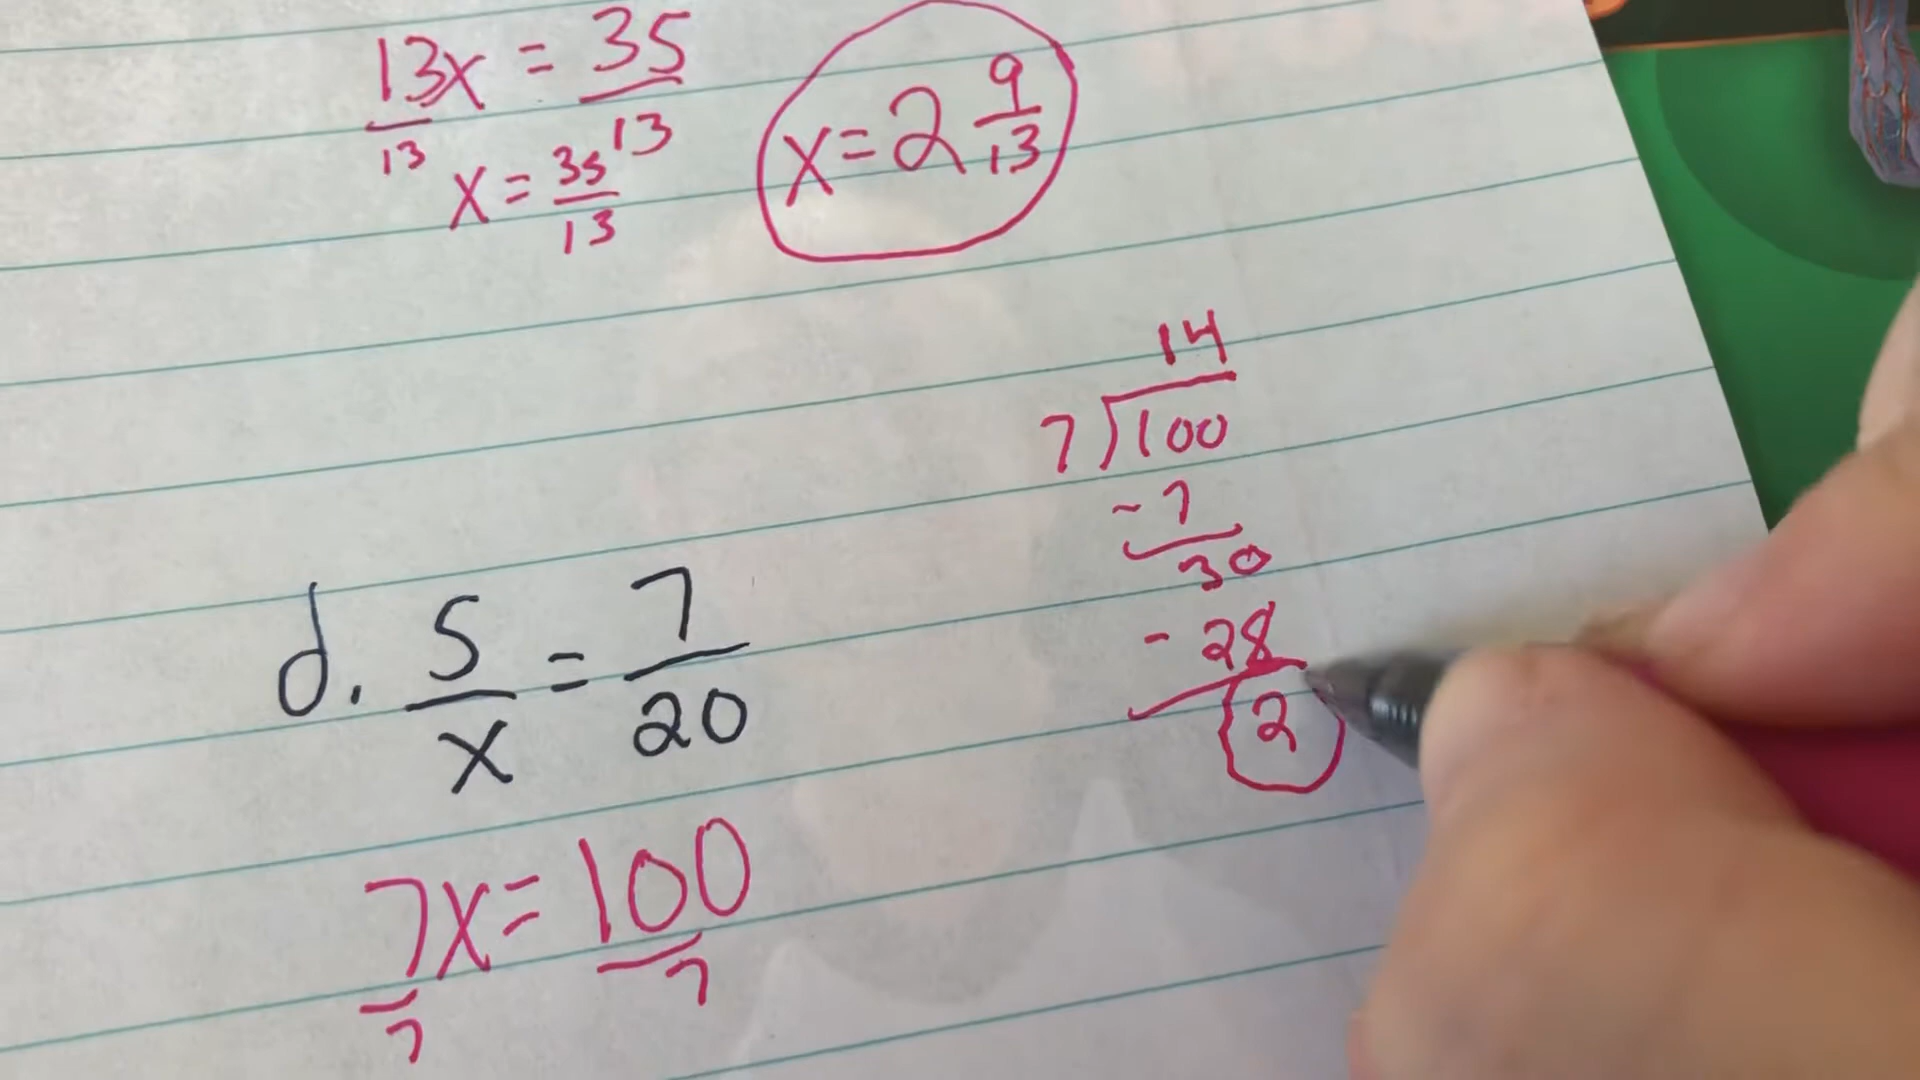 13x = 35
13 13
x = 35/13
x = 2 9/13
d. 5/x = 7/20
7x = 100
7 7
14
7)100
-7
30
-28
2